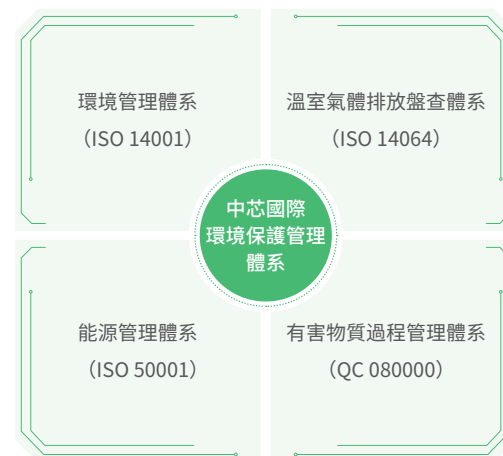 環境管理體系
（ISO 14001）
溫室氣體排放盤查體系
（ISO 14064）
中芯國際
環境保護管理
體系
能源管理體系
（ISO 50001）
有害物質過程管理體系
（QC 080000）